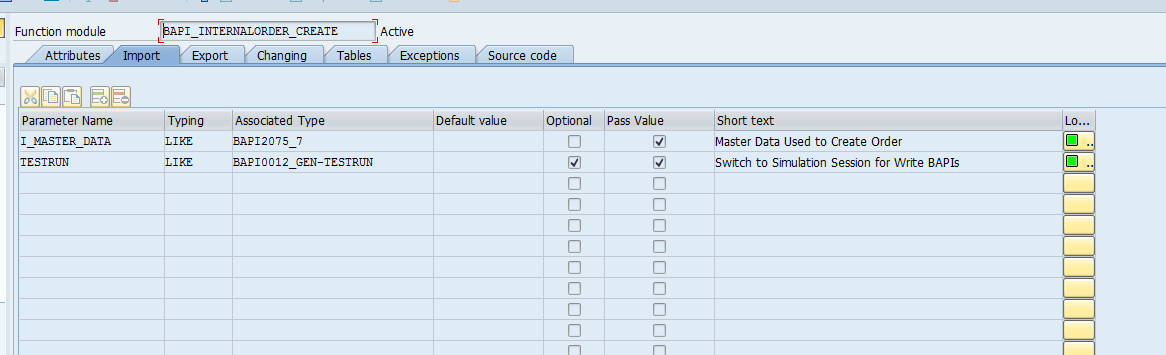 Function module BAPI_INTERNALORDER_CREATE Active
Attributes Import Export Changing Tables Exceptions Source code
Parameter Name Typing Associated Type Default value Optional Pass Value Short text Lo...
I_MASTER_DATA LIKE BAPI2075_7 Master Data Used to Create Order ..
TESTRUN LIKE BAPI0012_GEN-TESTRUN Switch to Simulation Session for Write BAPIs ..